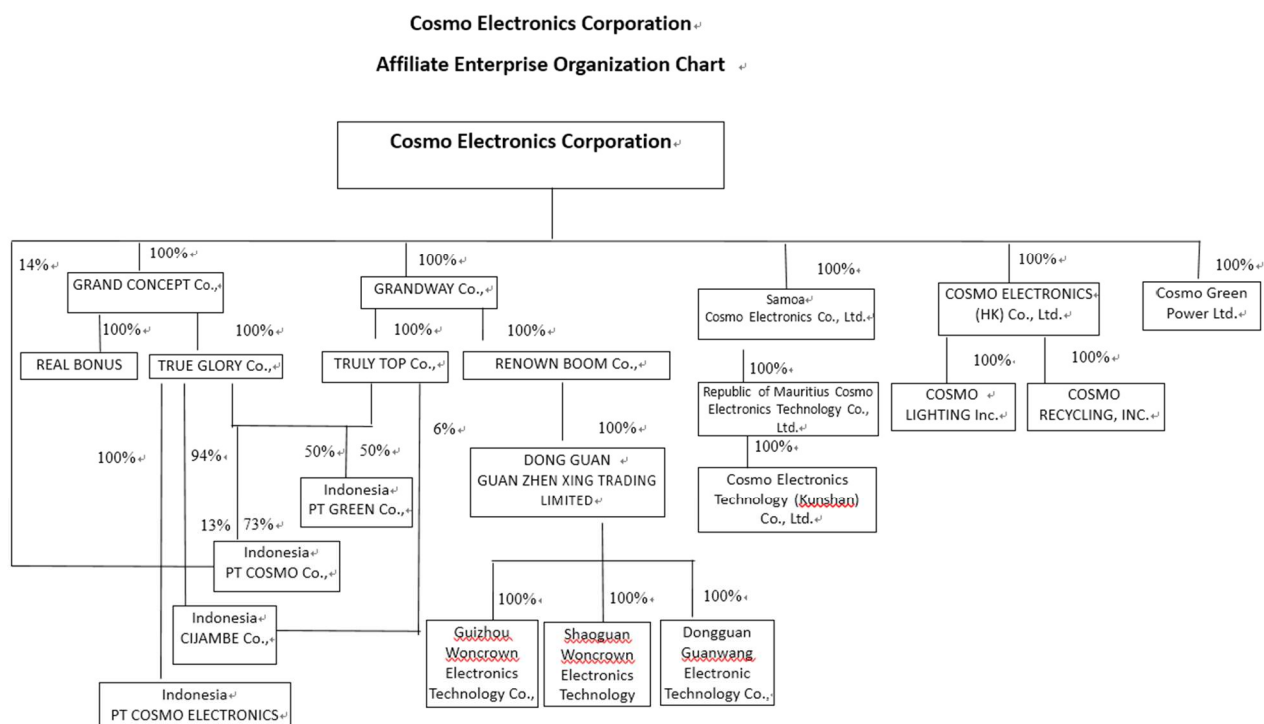 Cosmo Electronics Corporation
Affiliate Enterprise Organization Chart
Cosmo Electronics Corporation
14%
100%
100%
100%
100%
100%
GRAND CONCEPT Co.,
GRANDWAY Co.,
Samoa
Cosmo Electronics Co., Ltd.
COSMO ELECTRONICS
(HK) Co., Ltd.
Cosmo Green
Power Ltd.
100%
100%
100%
100%
100%
100%
100%
REAL BONUS
TRUE GLORY Co.,
TRULY TOP Co.,
RENOWN BOOM Co.,
Republic of Mauritius Cosmo
Electronics Technology Co.,
Ltd.
COSMO
LIGHTING Inc.
COSMO
RECYCLING, INC.
100%
94%
50%
50%
6%
100%
100%
DONG GUAN
GUAN ZHEN XING TRADING
LIMITED
Cosmo Electronics
Technology (Kunshan)
Co., Ltd.
Indonesia
PT GREEN Co.,
13%
73%
Indonesia
PT COSMO Co.,
100%
100%
100%
Indonesia
CIJAMBE Co.,
Guizhou
Woncrown
Electronics
Technology Co.,
Shaoguan
Woncrown
Electronics
Technology
Dongguan
Guanwang
Electronic
Technology Co.,
Indonesia
PT COSMO ELECTRONICS